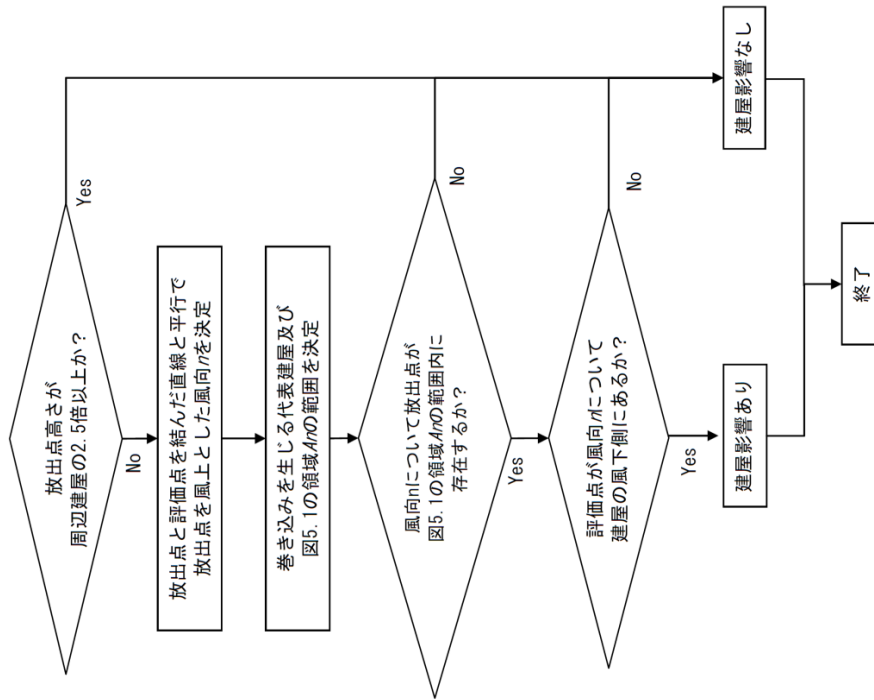 放出点高さが
周辺建屋の2.5倍以上か？
Yes
No
放出点と評価点を結んだ直線と平行で
放出点を風上とした風向nを決定
巻き込みを生じる代表建屋及び
図5.1の領域Anの範囲を決定
風向nについて放出点が
図5.1の領域Anの範囲内に
存在するか？
No
Yes
評価点が風向nについて
建屋の風下側にあるか？
No
Yes
建屋影響あり
建屋影響なし
終了